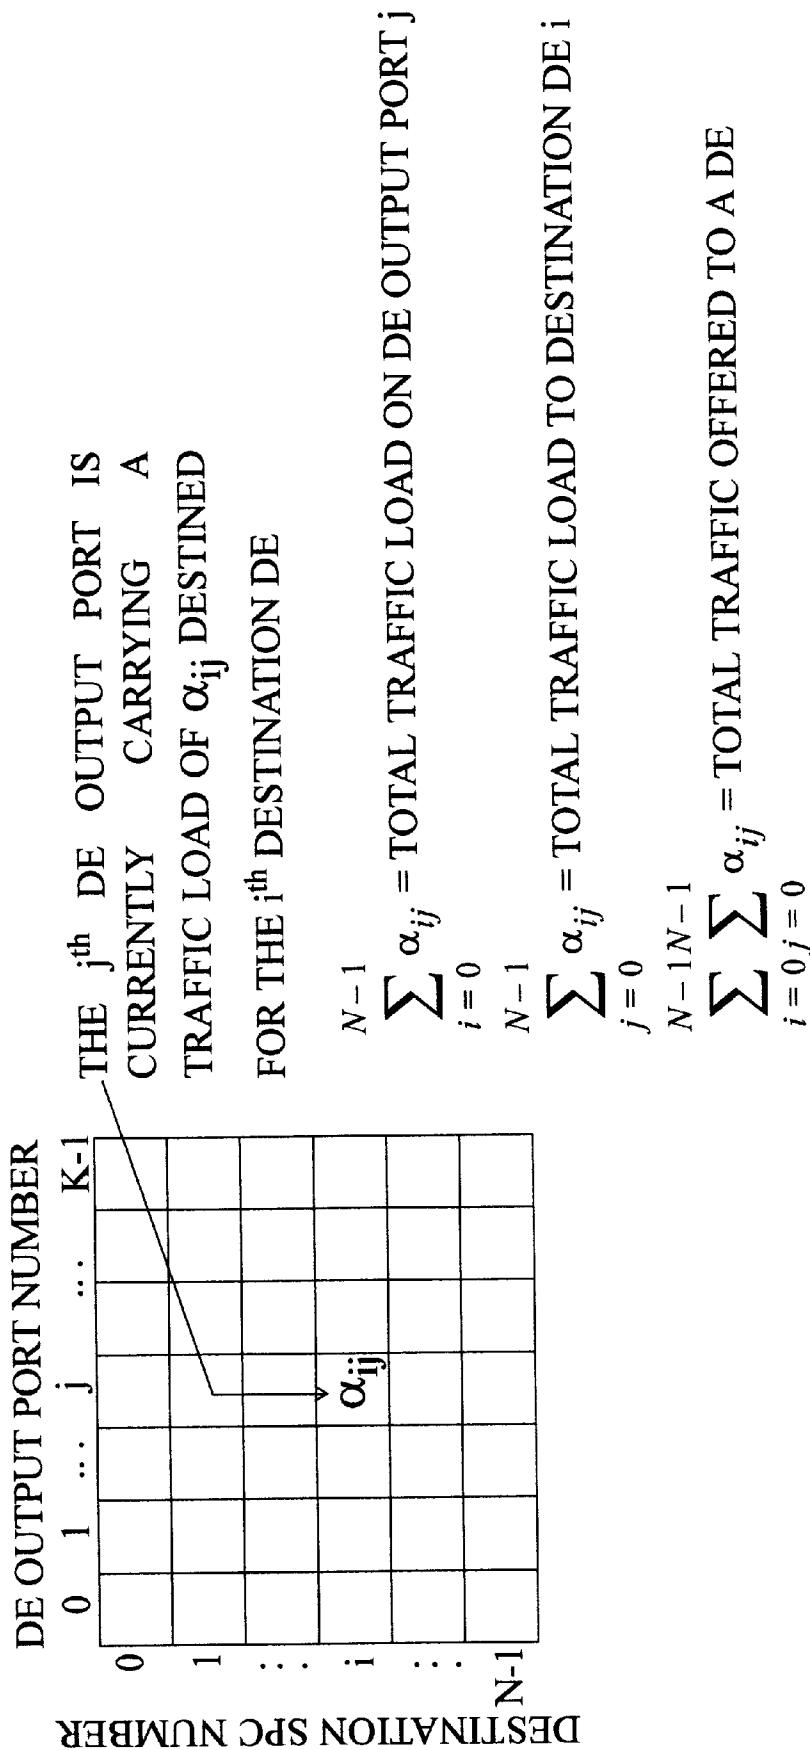 DE OUTPUT PORT NUMBER
0 1 ... j ... K-1
DESTINATION SPC NUMBER
0
1
...
i
...
N-1
α_ij
THE j^th DE OUTPUT PORT IS
CURRENTLY CARRYING A
TRAFFIC LOAD OF α_ij DESTINED
FOR THE i^th DESTINATION DE
N − 1
∑ α_ij = TOTAL TRAFFIC LOAD ON DE OUTPUT PORT j
i = 0
N − 1
∑ α_ij = TOTAL TRAFFIC LOAD TO DESTINATION DE i
j = 0
N − 1 N − 1
∑ ∑ α_ij = TOTAL TRAFFIC OFFERED TO A DE
i = 0 j = 0